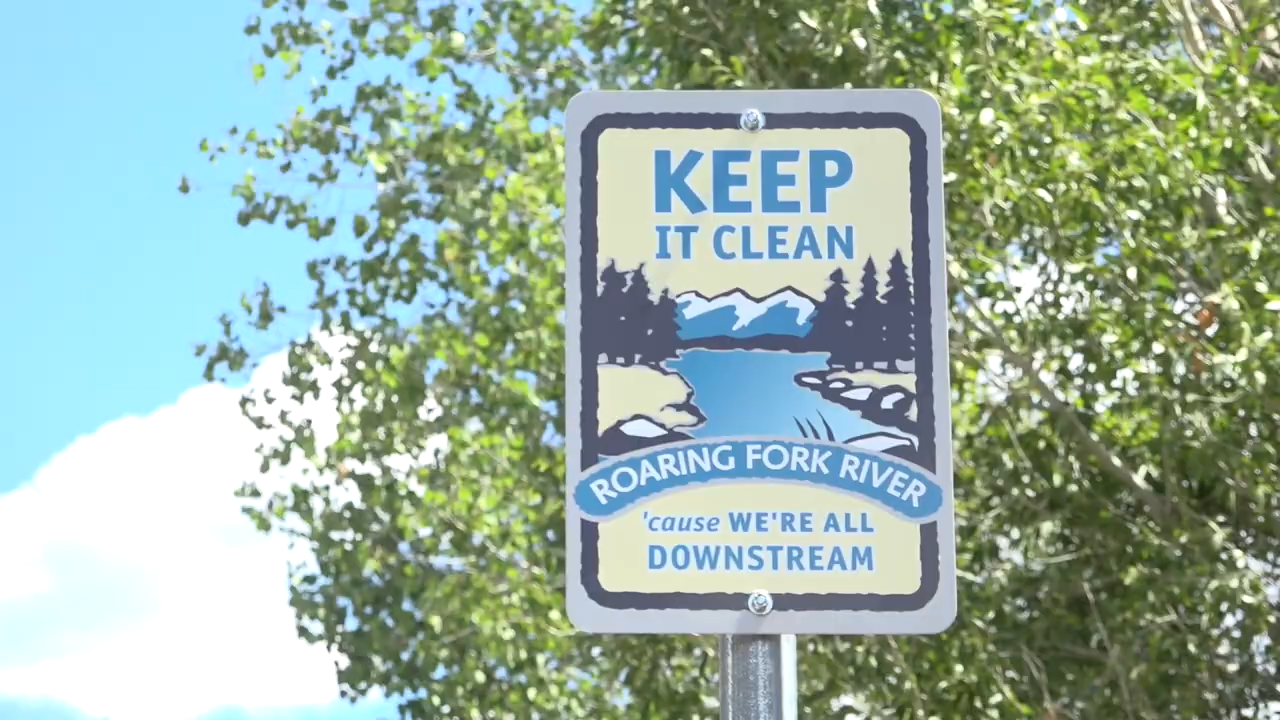 KEEP
IT CLEAN
ROARING FORK RIVER
'cause WE'RE ALL
DOWNSTREAM